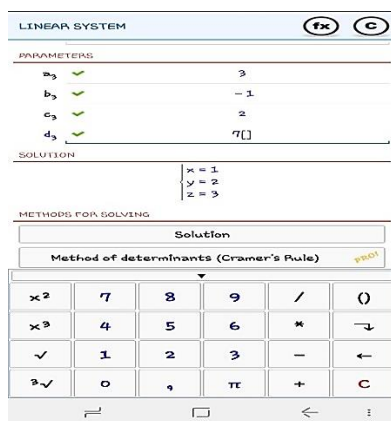 LINEAR SYSTEM fx C
PARAMETERS
a₃ 3
b₃ -1
c₃ 2
d₃ 7[]
SOLUTION
x = 1
y = 2
z = 3
METHODS FOR SOLVING
Solution
Method of determinants (Cramer's Rule) PRO!
x² 7 8 9 / ()
x³ 4 5 6 *
√ 1 2 3 - ←
³√ 0 , π + C